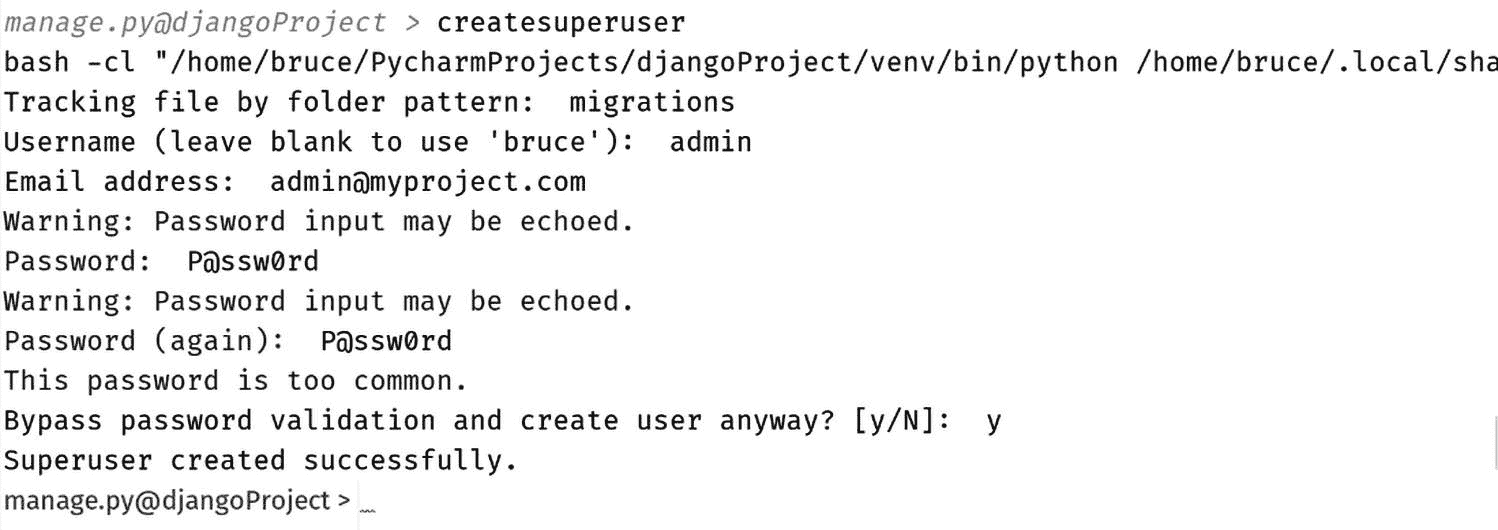 manage.py@djangoProject > createsuperuser
bash -cl "/home/bruce/PycharmProjects/djangoProject/venv/bin/python /home/bruce/.local/sha
Tracking file by folder pattern:  migrations
Username (leave blank to use 'bruce'):  admin
Email address:  admin@myproject.com
Warning: Password input may be echoed.
Password:  P@ssw0rd
Warning: Password input may be echoed.
Password (again):  P@ssw0rd
This password is too common.
Bypass password validation and create user anyway? [y/N]:  y
Superuser created successfully.
manage.py@djangoProject >